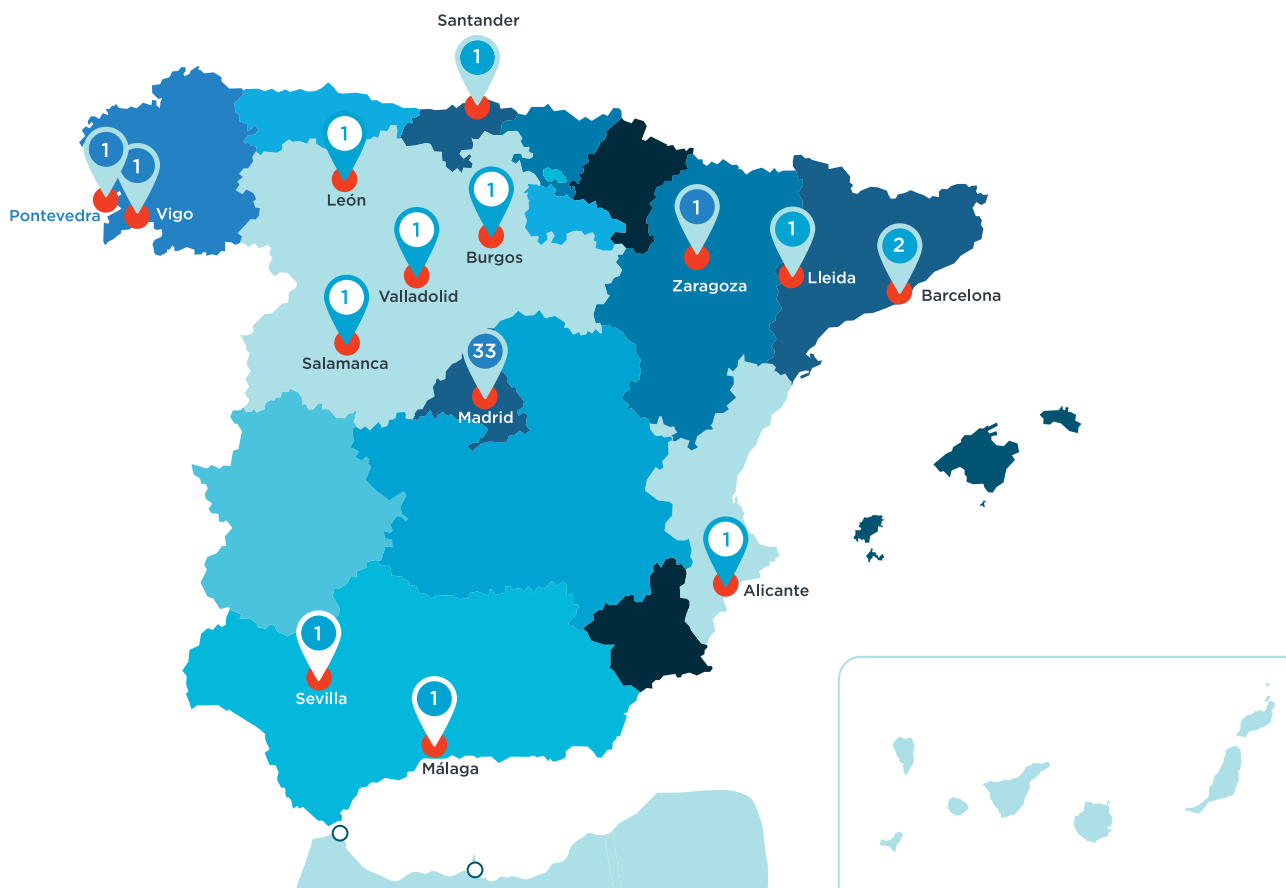 Santander
1
1
León
1
1
Pontevedra
Vigo
1
Burgos
1
Valladolid
1
Zaragoza
1
Lleida
2
Barcelona
1
Salamanca
33
Madrid
1
Alicante
1
Sevilla
1
Málaga